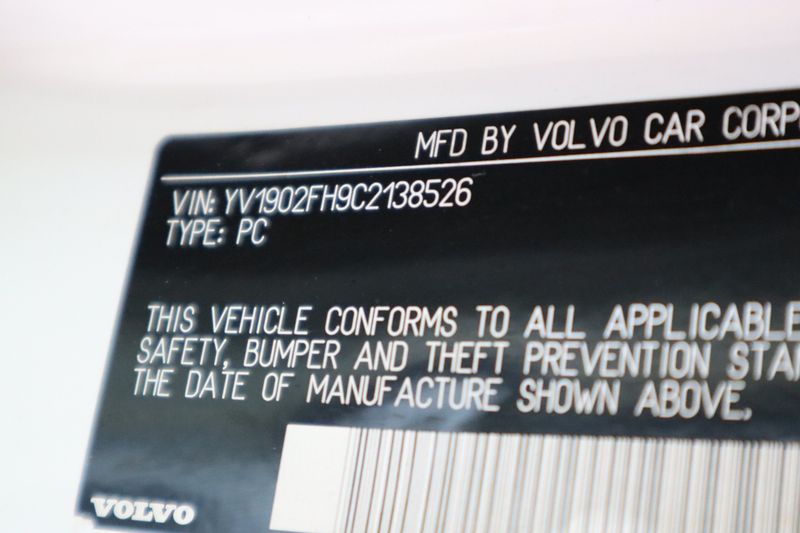 MFD BY VOLVO CAR CORP
VIN: YV1902FH9C2138526
TYPE: PC
THIS VEHICLE CONFORMS TO ALL APPLICABLE
SAFETY, BUMPER AND THEFT PREVENTION STA
THE DATE OF MANUFACTURE SHOWN ABOVE.
VOLVO